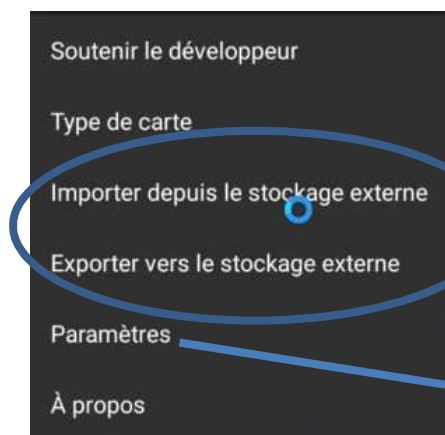 Soutenir le développeur
Type de carte
Importer depuis le stockage externe
Exporter vers le stockage externe
Paramètres
À propos